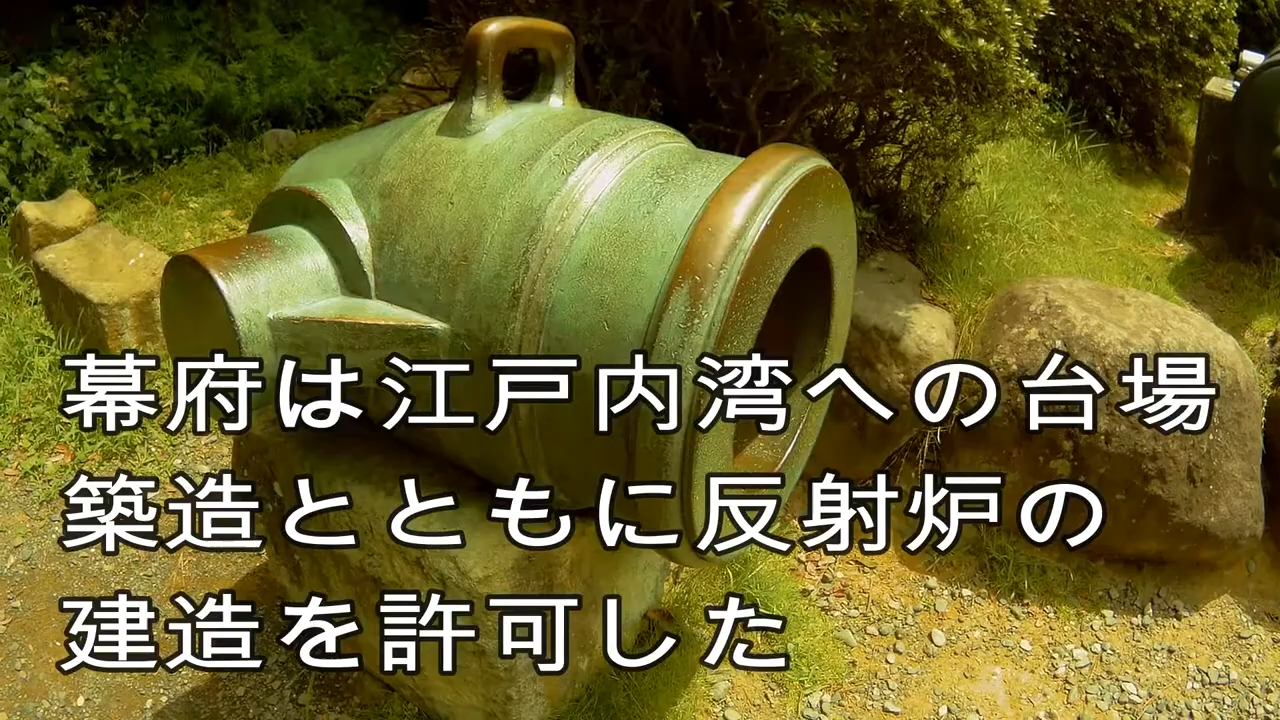 幕府は江戸内湾への台場
築造とともに反射炉の
建造を許可した